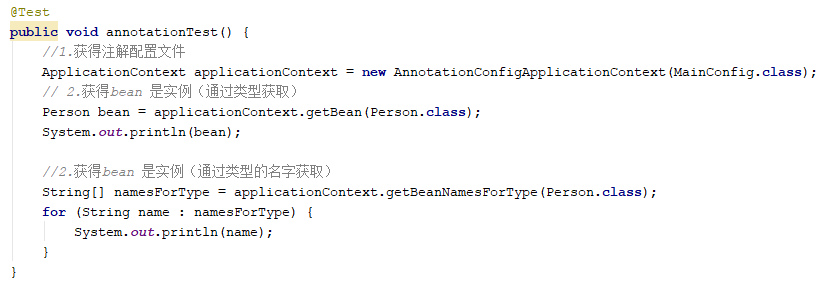 @Test
public void annotationTest() {
//1.获得注解配置文件
ApplicationContext applicationContext = new AnnotationConfigApplicationContext(MainConfig.class);
// 2.获得bean 是实例（通过类型获取）
Person bean = applicationContext.getBean(Person.class);
System.out.println(bean);
//2.获得bean 是实例（通过类型的名字获取）
String[] namesForType = applicationContext.getBeanNamesForType(Person.class);
for (String name : namesForType) {
System.out.println(name);
}
}